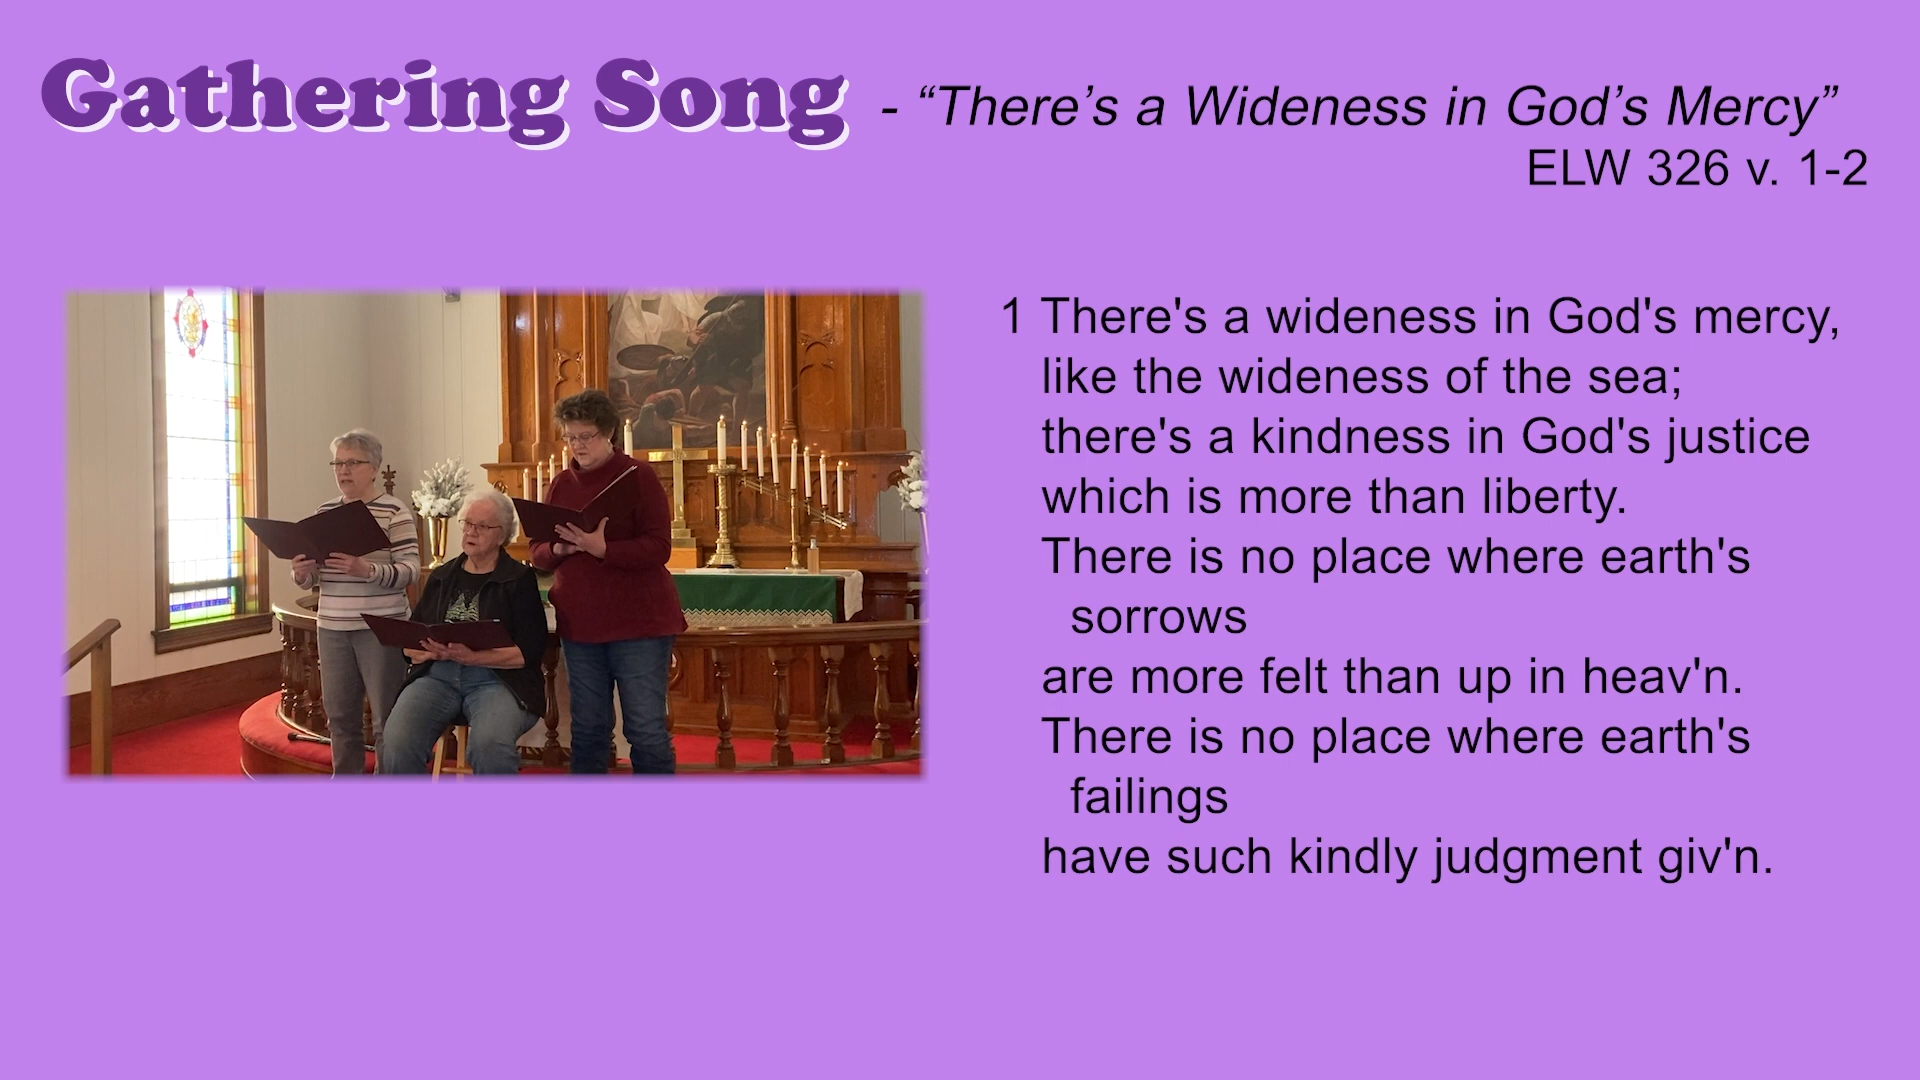 Gathering Song - “There’s a Wideness in God’s Mercy”
ELW 326 v. 1-2
1 There's a wideness in God's mercy,
like the wideness of the sea;
there's a kindness in God's justice
which is more than liberty.
There is no place where earth's
sorrows
are more felt than up in heav'n.
There is no place where earth's
failings
have such kindly judgment giv'n.